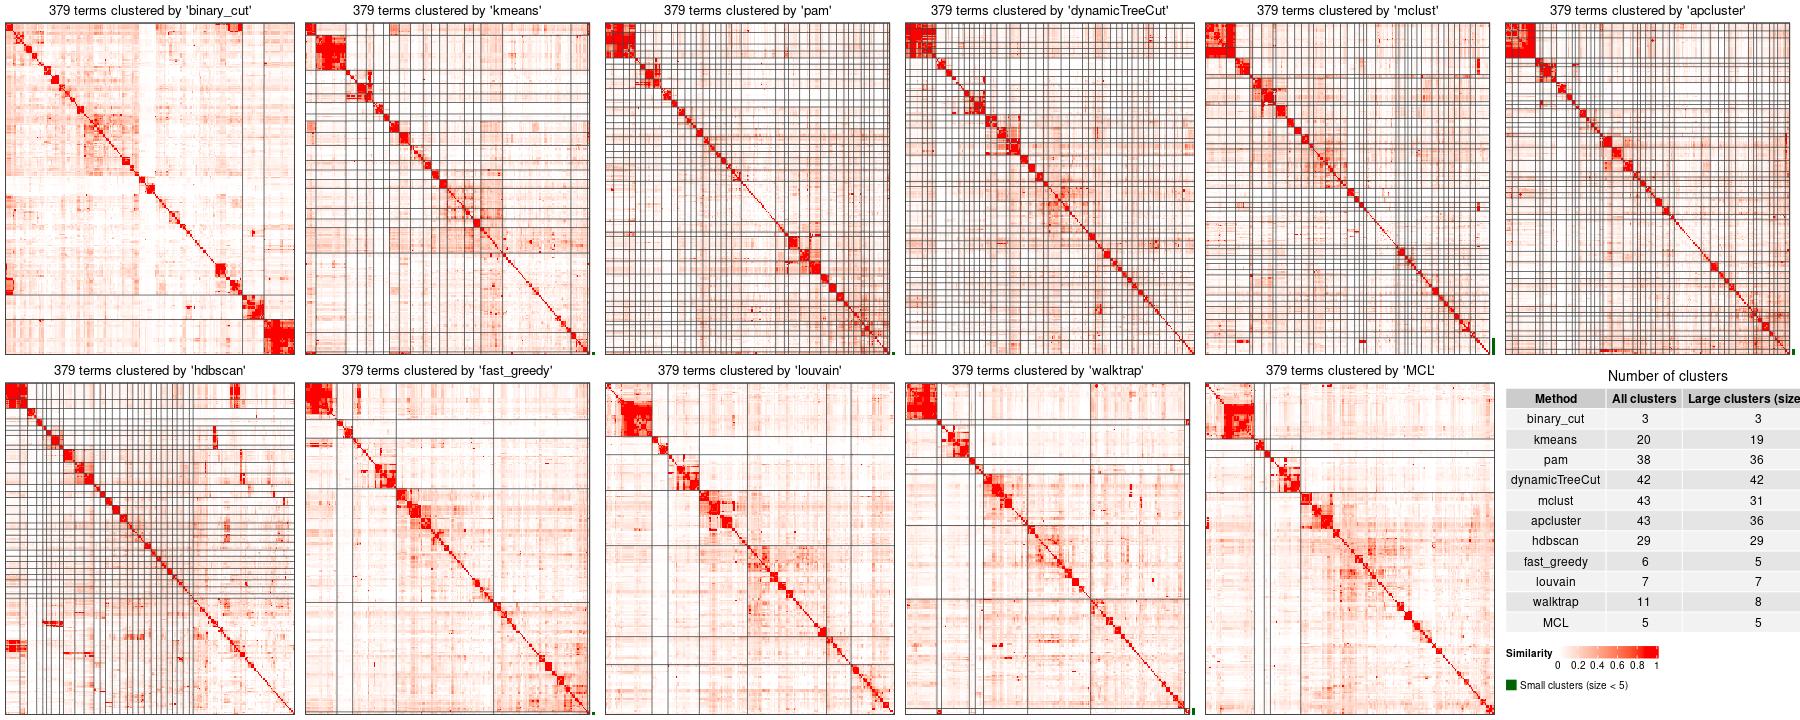 379 terms clustered by 'binary_cut'
379 terms clustered by 'kmeans'
379 terms clustered by 'pam'
379 terms clustered by 'dynamicTreeCut'
379 terms clustered by 'mclust'
379 terms clustered by 'apcluster'
379 terms clustered by 'hdbscan'
379 terms clustered by 'fast_greedy'
379 terms clustered by 'louvain'
379 terms clustered by 'walktrap'
379 terms clustered by 'MCL'
Number of clusters
Method All clusters Large clusters (size
binary_cut 3 3
kmeans 20 19
pam 38 36
dynamicTreeCut 42 42
mclust 43 31
apcluster 43 36
hdbscan 29 29
fast_greedy 6 5
louvain 7 7
walktrap 11 8
MCL 5 5
Similarity
0 0.2 0.4 0.6 0.8 1
Small clusters (size < 5)